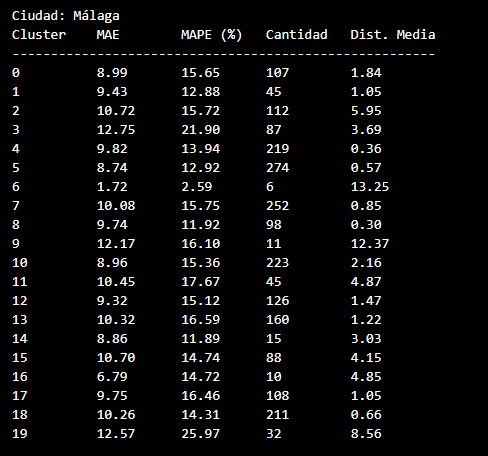 Ciudad: Málaga
Cluster MAE MAPE (%) Cantidad Dist. Media
----------------------------------------------------
0 8.99 15.65 107 1.84
1 9.43 12.88 45 1.05
2 10.72 15.72 112 5.95
3 12.75 21.90 87 3.69
4 9.82 13.94 219 0.36
5 8.74 12.92 274 0.57
6 1.72 2.59 6 13.25
7 10.08 15.75 252 0.85
8 9.74 11.92 98 0.30
9 12.17 16.10 11 12.37
10 8.96 15.36 223 2.16
11 10.45 17.67 45 4.87
12 9.32 15.12 126 1.47
13 10.32 16.59 160 1.22
14 8.86 11.89 15 3.03
15 10.70 14.74 88 4.15
16 6.79 14.72 10 4.85
17 9.75 16.46 108 1.05
18 10.26 14.31 211 0.66
19 12.57 25.97 32 8.56